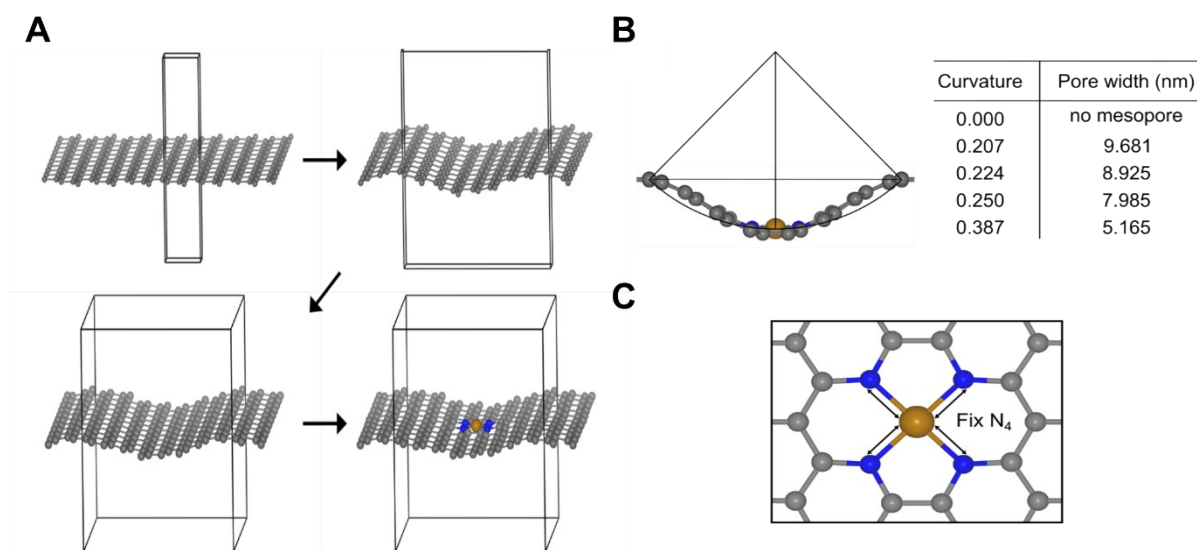 A
B
Curvature Pore width (nm)
0.000 no mesopore
0.207 9.681
0.224 8.925
0.250 7.985
0.387 5.165
C
Fix N₄